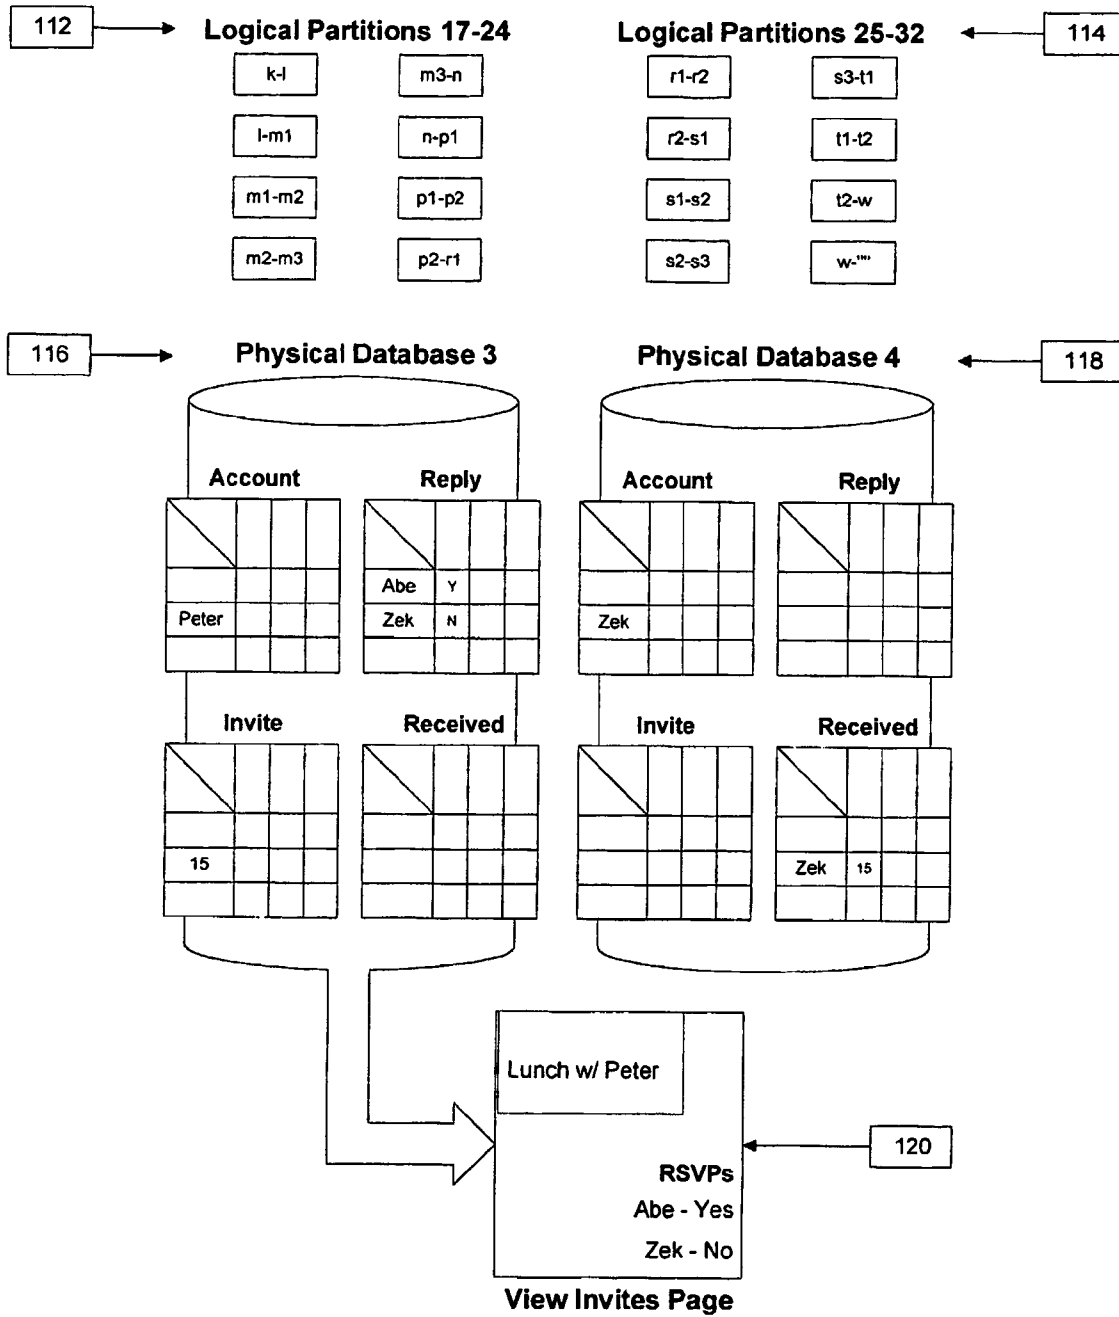 112 Logical Partitions 17-24 Logical Partitions 25-32 114
k-l m3-n r1-r2 s3-t1
l-m1 n-p1 r2-s1 t1-t2
m1-m2 p1-p2 s1-s2 t2-w
m2-m3 p2-r1 s2-s3 w-""
116 Physical Database 3 Physical Database 4 118
Account Reply Account Reply
Abe Y
Peter Zek N Zek
Invite Received Invite Received
15 Zek 15
Lunch w/ Peter
120
RSVPs
Abe - Yes
Zek - No
View Invites Page